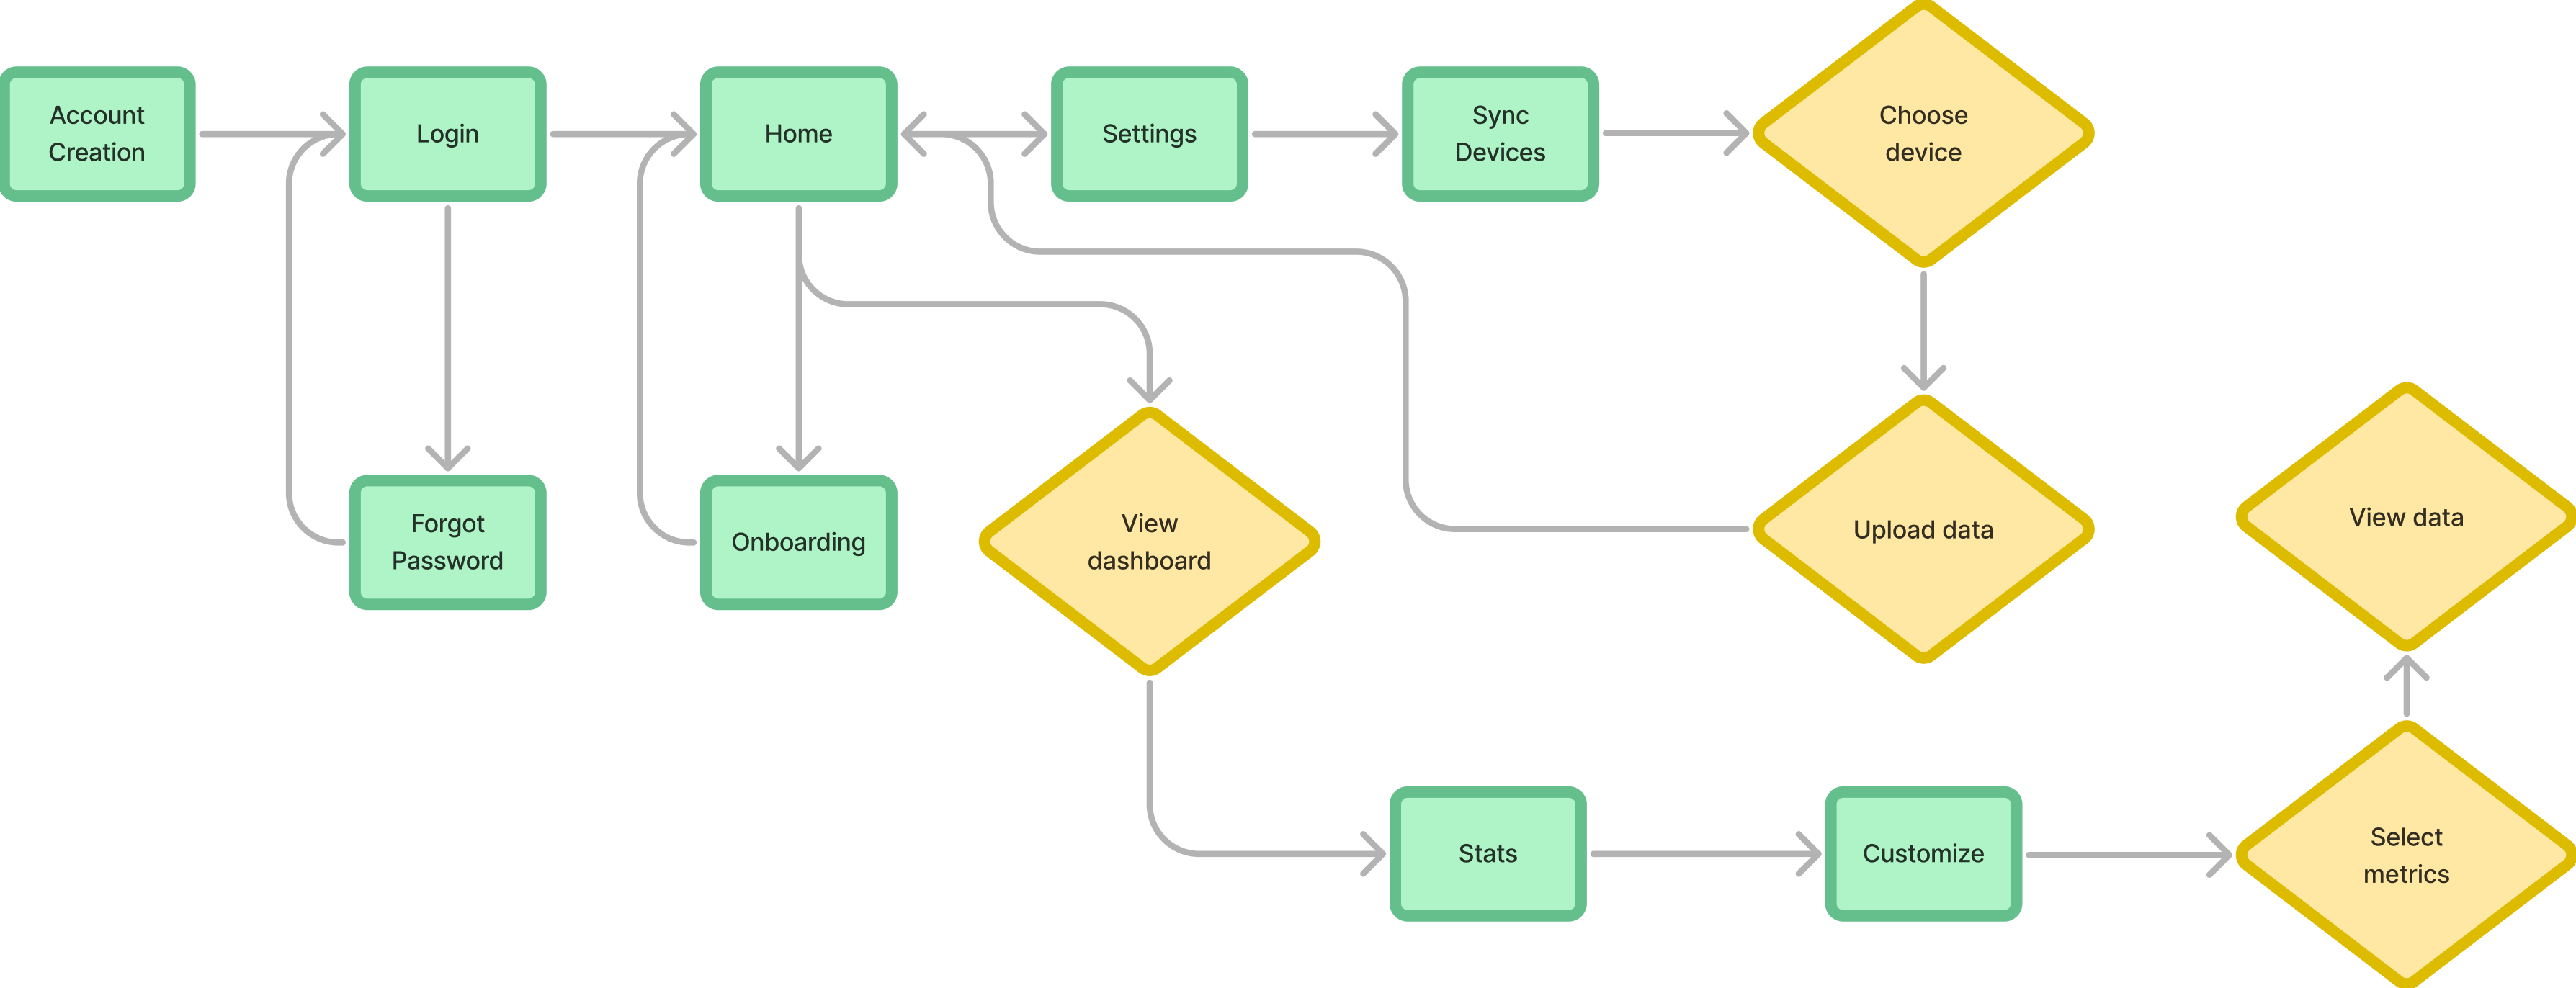 Account
Creation
Login
Home
Settings
Sync
Devices
Choose
device
Forgot
Password
Onboarding
View
dashboard
Upload data
View data
Stats
Customize
Select
metrics